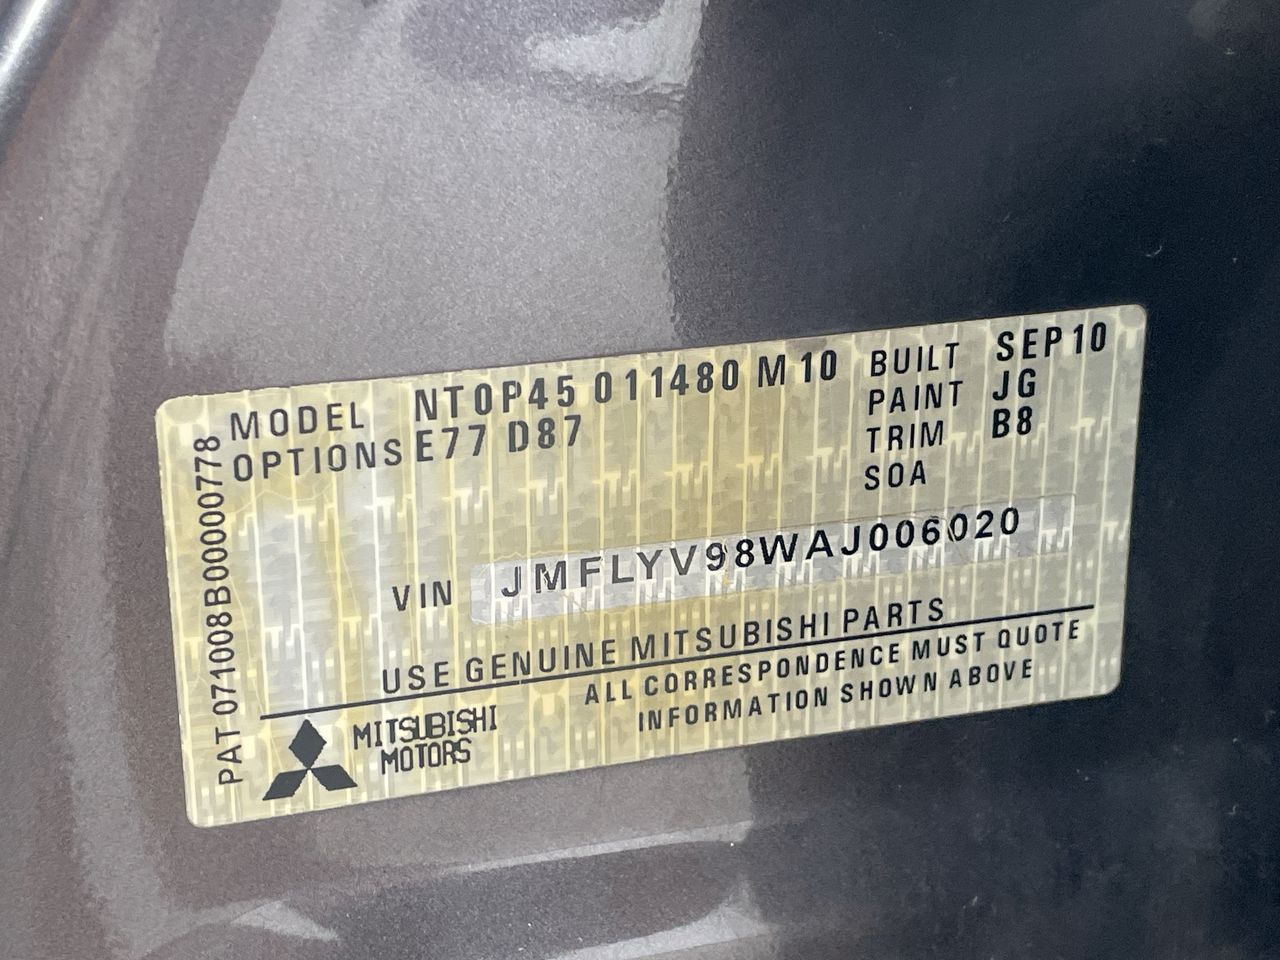 MODEL NT0P45 011480 M10 BUILT SEP10
OPTIONS E77 D87 PAINT JG
TRIM B8
SOA
VIN JMFLYV98WAJ006020
USE GENUINE MITSUBISHI PARTS
ALL CORRESPONDENCE MUST QUOTE
INFORMATION SHOWN ABOVE
MITSUBISHI
MOTORS
PAT 071008B00000778